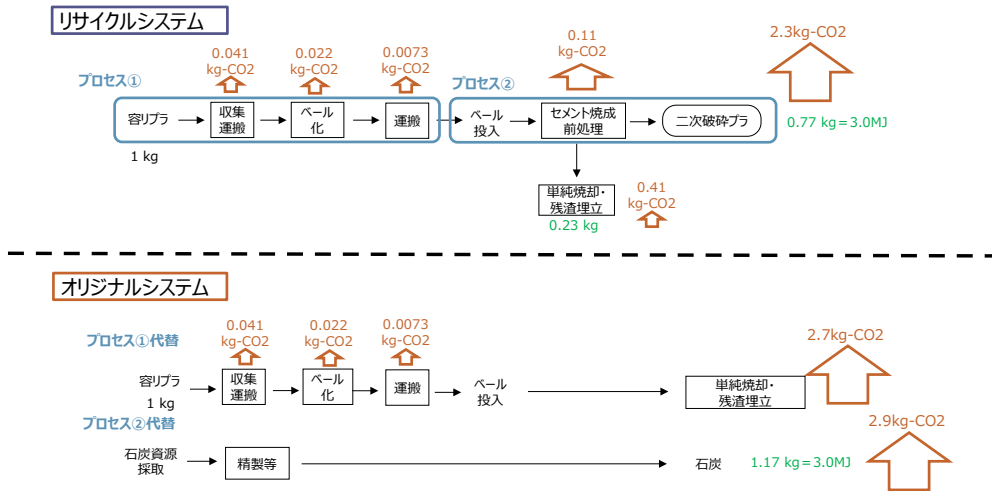 リサイクルシステム
0.041
kg-CO2
0.022
kg-CO2
0.0073
kg-CO2
0.11
kg-CO2
2.3kg-CO2
プロセス①
プロセス②
容リプラ
収集
運搬
ベール
化
運搬
ベール
投入
セメント焼成
前処理
二次破砕プラ
0.77 kg=3.0MJ
1 kg
単純焼却・
残渣埋立
0.41
kg-CO2
0.23 kg
オリジナルシステム
プロセス①代替
0.041
kg-CO2
0.022
kg-CO2
0.0073
kg-CO2
2.7kg-CO2
容リプラ
収集
運搬
ベール
化
運搬
ベール
投入
単純焼却・
残渣埋立
1 kg
プロセス②代替
2.9kg-CO2
石炭資源
採取
精製等
石炭
1.17 kg=3.0MJ